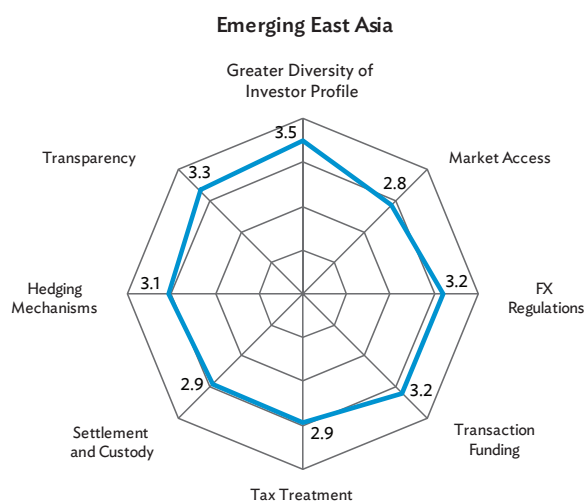 Emerging East Asia
Greater Diversity of
Investor Profile
3.5
Transparency
3.3
2.8
Market Access
Hedging
Mechanisms
3.1
3.2
FX
Regulations
2.9
3.2
Settlement
and Custody
2.9
Transaction
Funding
Tax Treatment